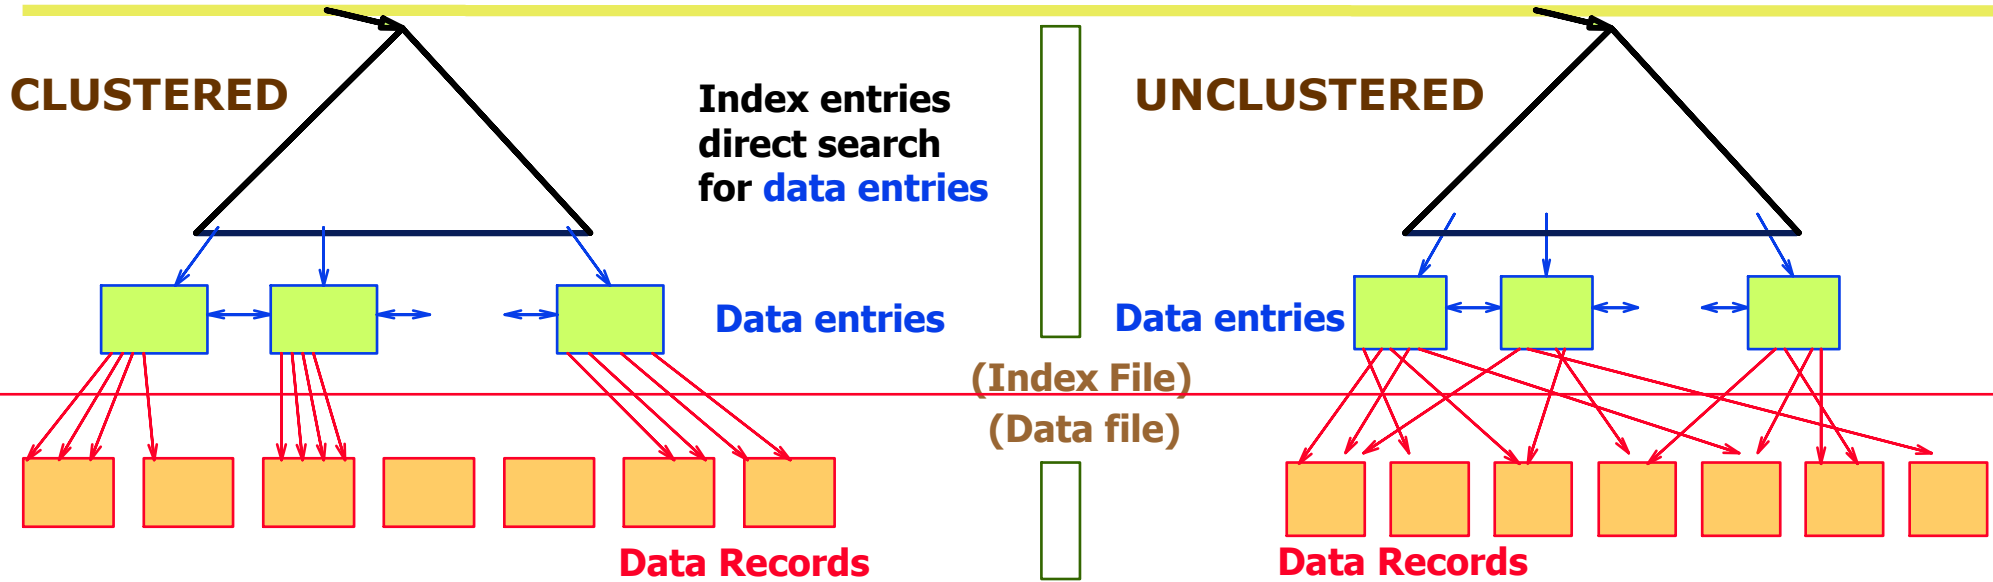 CLUSTERED
Index entries
direct search
for data entries
UNCLUSTERED
Data entries
Data entries
(Index File)
(Data file)
Data Records
Data Records